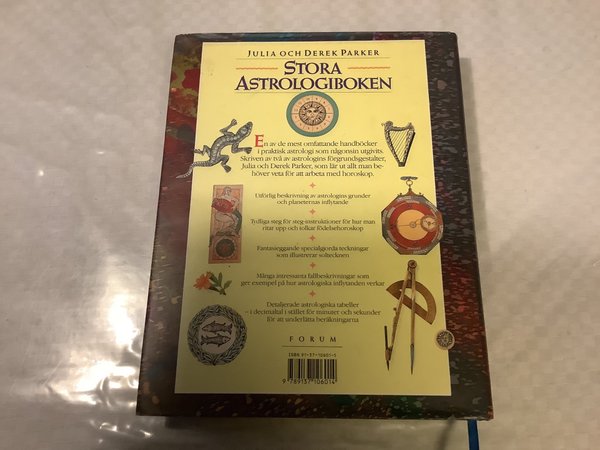 JULIA OCH DEREK PARKER
STORA
ASTROLOGIBOKEN
En av de mest omfattande handböcker
i praktisk astrologi som någonsin utgivits.
Skriven av två av astrologins förgrundsgestalter,
Julia och Derek Parker, som lär ut allt man be-
höver veta för att arbeta med horoskop.
Utförlig beskrivning av astrologins grunder
och planeternas inflytande
Tydliga steg för steg-instruktioner för hur man
ritar upp och tolkar födelsehoroskop
Fantasieggande specialgjorda teckningar
som illustrerar soltecknen
Många intressanta fallbeskrivningar som
ger exempel på hur astrologiska inflytanden verkar
Detaljerade astrologiska tabeller
– i decimaltal i stället för minuter och sekunder
för att underlätta beräkningarna
FORUM
ISBN 91-37-10601-5
9 789137 106014